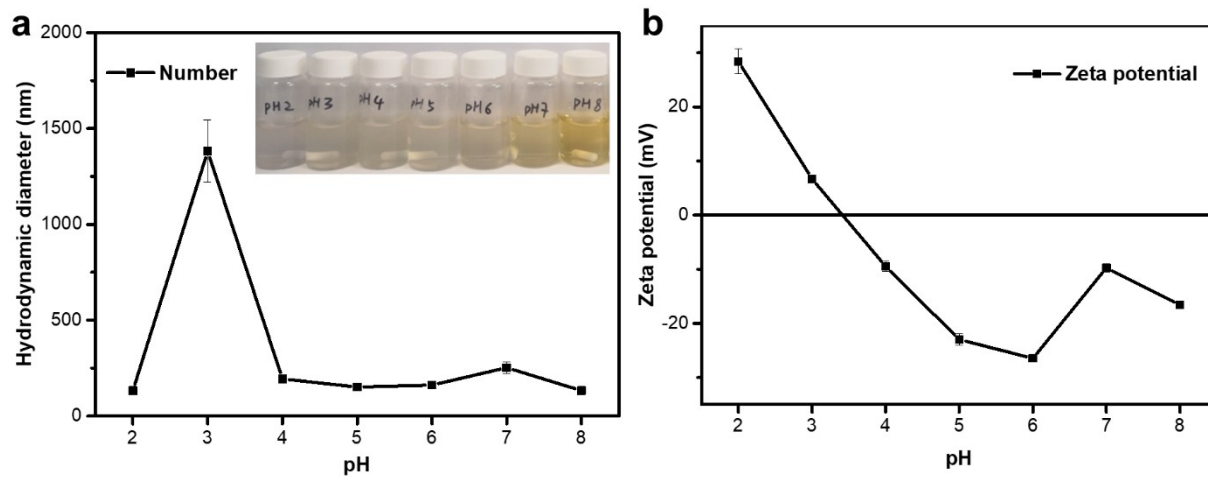 a
Hydrodynamic diameter (nm)
2000
1500
1000
500
0
Number
pH2 pH3 pH4 pH5 pH6 pH7 pH8
2 3 4 5 6 7 8
pH
b
Zeta potential (mV)
20
0
-20
Zeta potential
2 3 4 5 6 7 8
pH